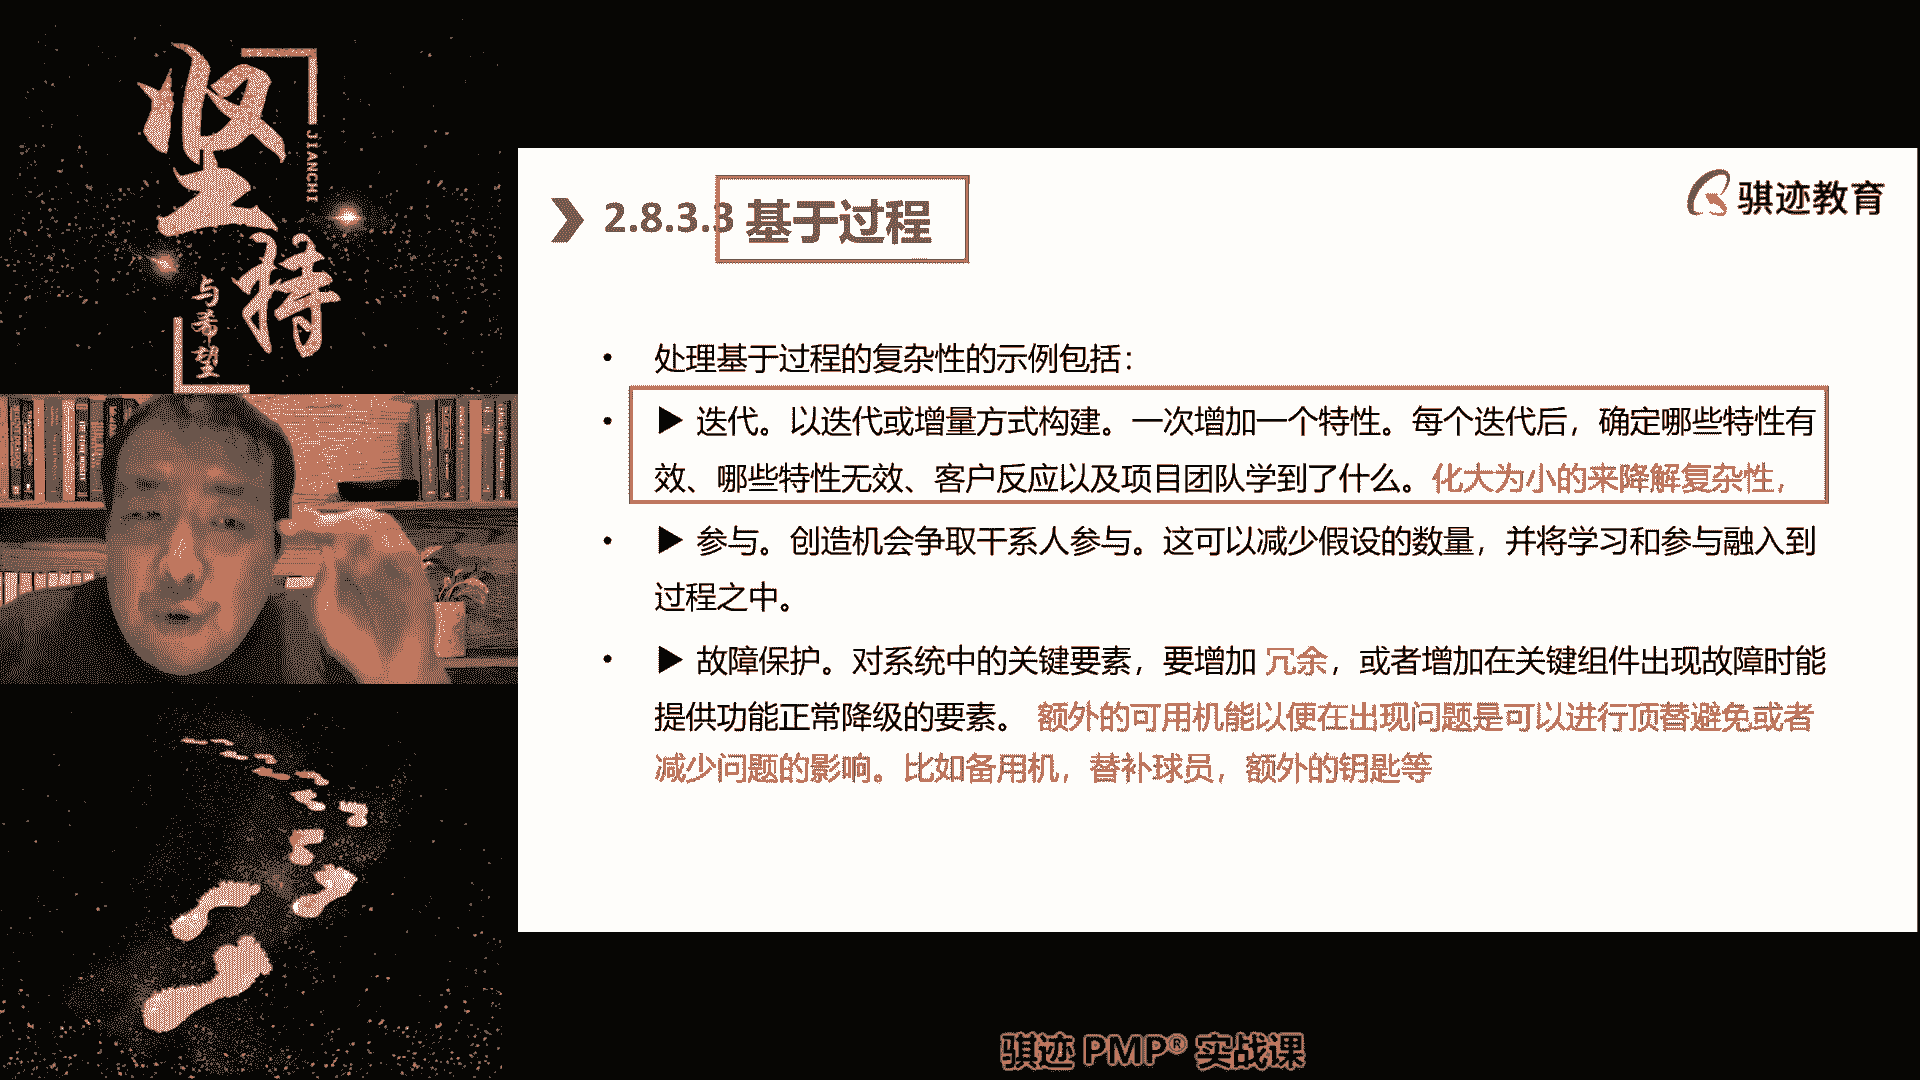 坚持
JIANCHI
与希望
骐迹教育
2.8.3.3 基于过程
• 处理基于过程的复杂性的示例包括：
• ▶ 迭代。以迭代或增量方式构建。一次增加一个特性。每个迭代后，确定哪些特性有
效、哪些特性无效、客户反应以及项目团队学到了什么。化大为小的来降解复杂性，
• ▶ 参与。创造机会争取干系人参与。这可以减少假设的数量，并将学习和参与融入到
过程之中。
• ▶ 故障保护。对系统中的关键要素，要增加 冗余，或者增加在关键组件出现故障时能
提供功能正常降级的要素。 额外的可用机能以便在出现问题是可以进行顶替避免或者
减少问题的影响。比如备用机，替补球员，额外的钥匙等
骐迹 PMP® 实战课